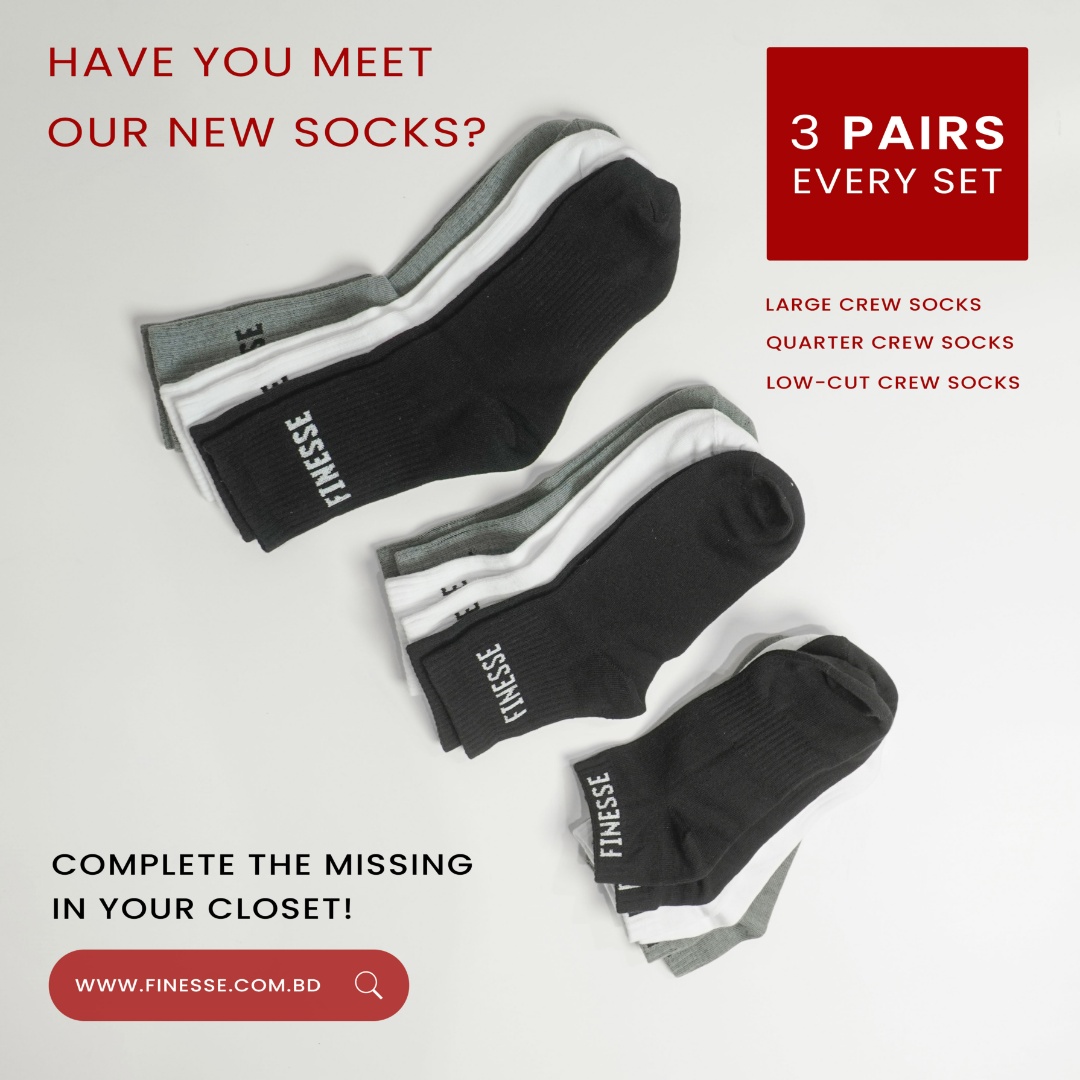 HAVE YOU MEET
OUR NEW SOCKS?
3 PAIRS
EVERY SET
LARGE CREW SOCKS
QUARTER CREW SOCKS
LOW-CUT CREW SOCKS
SE
E
FINESSE
E
E
FINESSE
FINESSE
F
COMPLETE THE MISSING
IN YOUR CLOSET!
WWW.FINESSE.COM.BD